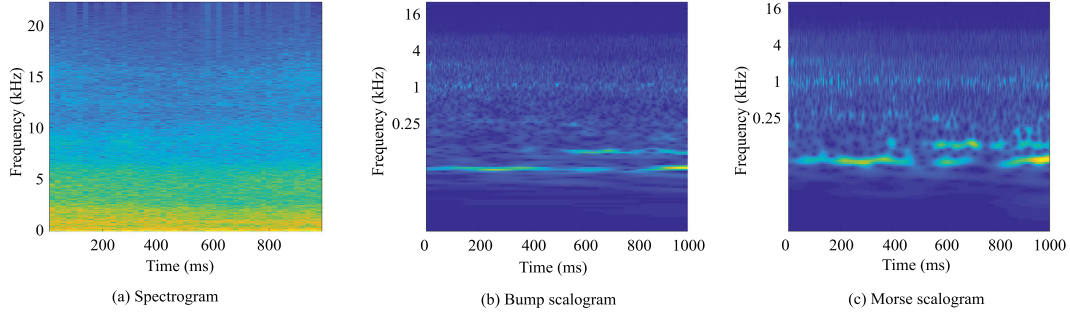 20
15
10
5
0
Frequency (kHz)
200 400 600 800
Time (ms)
(a) Spectrogram
16
4
1
0.25
Frequency (kHz)
0 200 400 600 800 1000
Time (ms)
(b) Bump scalogram
16
4
1
0.25
Frequency (kHz)
0 200 400 600 800 1000
Time (ms)
(c) Morse scalogram